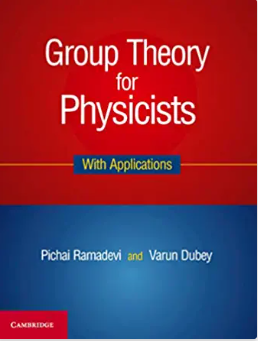 Group Theory
for
Physicists
With Applications
Pichai Ramadevi and Varun Dubey
CAMBRIDGE